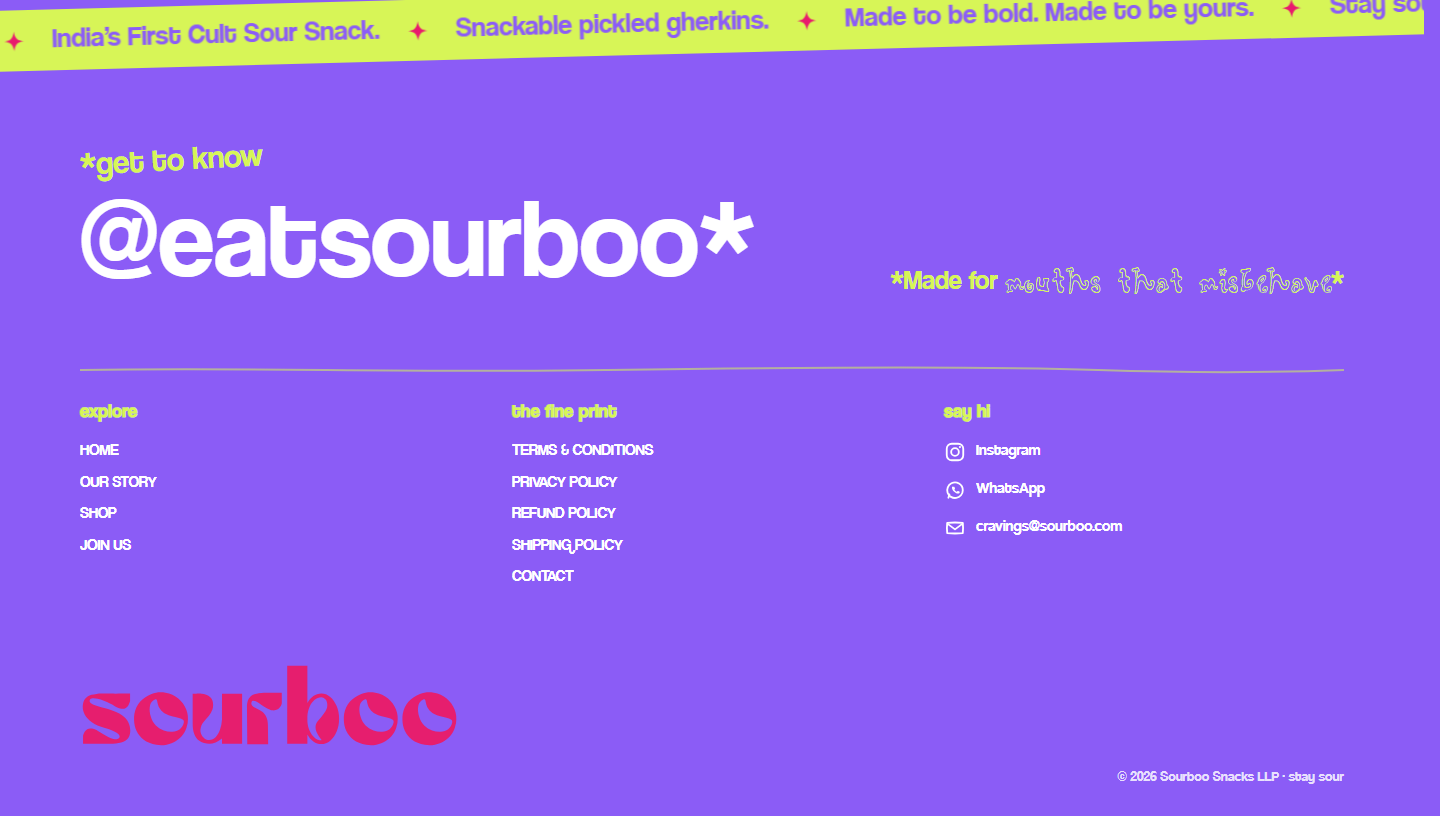 India's First Cult Sour Snack. ✦ Snackable pickled gherkins. ✦ Made to be bold. Made to be yours. ✦ Stay
*get to know
@eatsourboo*
*Made for mouths that misbehave*
explore
HOME
OUR STORY
SHOP
JOIN US
the fine print
TERMS & CONDITIONS
PRIVACY POLICY
REFUND POLICY
SHIPPING POLICY
CONTACT
say hi
Instagram
WhatsApp
cravings@sourboo.com
sourboo
© 2026 Sourboo Snacks LLP · stay sour